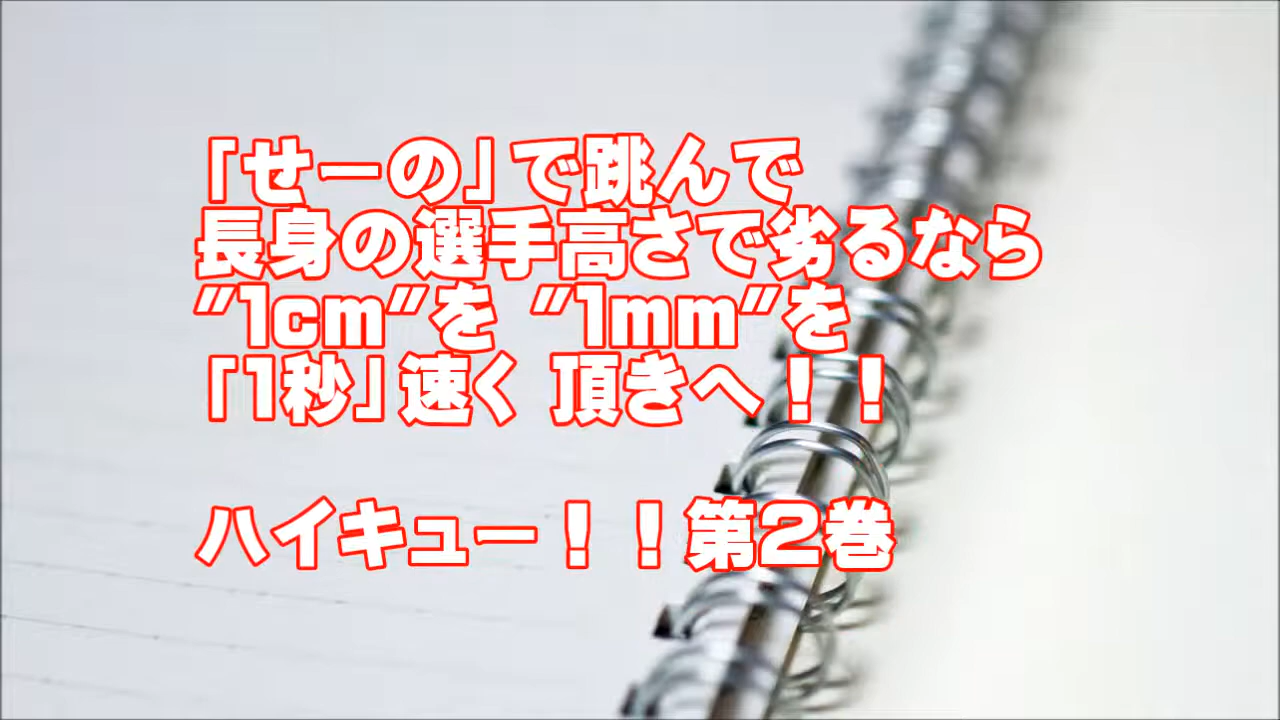 「せーの」で跳んで
長身の選手高さで劣るなら
"1cm"を "1mm"を
「1秒」速く 頂きへ！！
ハイキュー！！第2巻